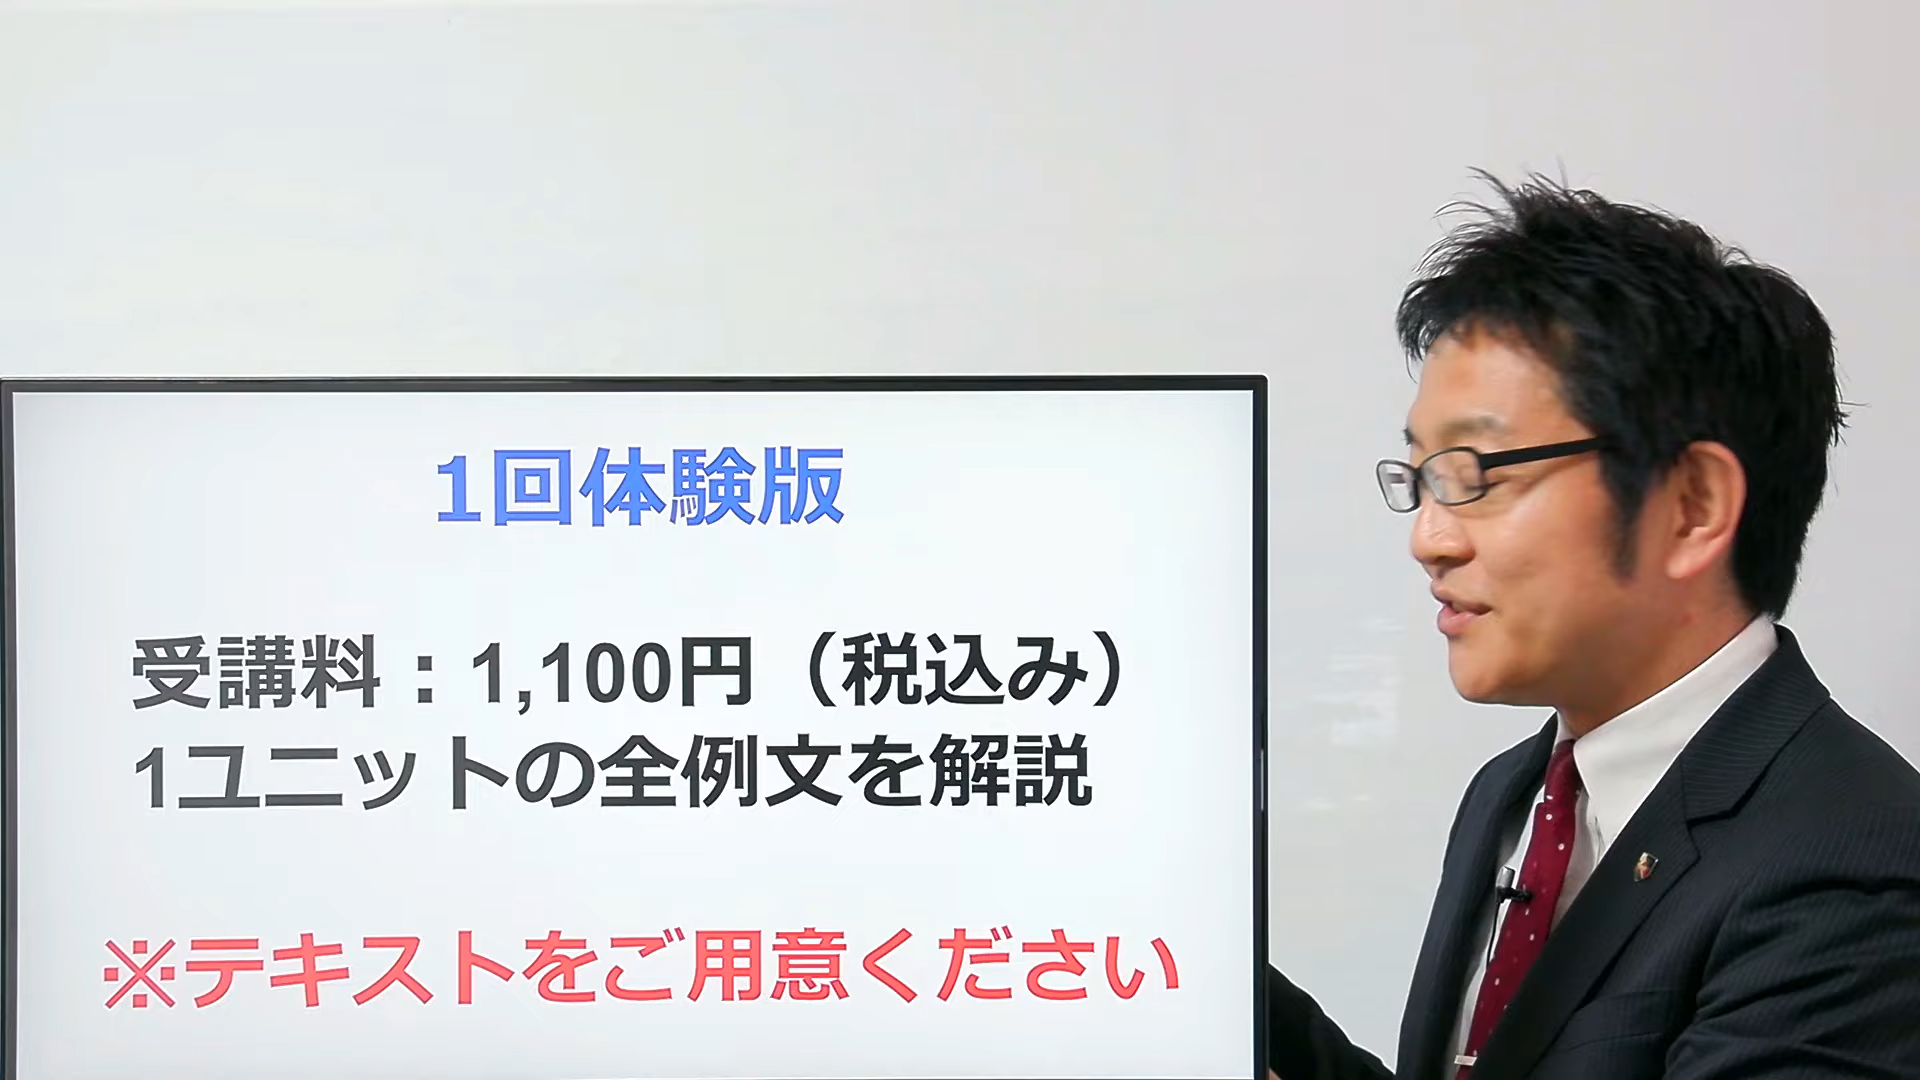 1回体験版
受講料：1,100円（税込み）
1ユニットの全例文を解説
※テキストをご用意ください